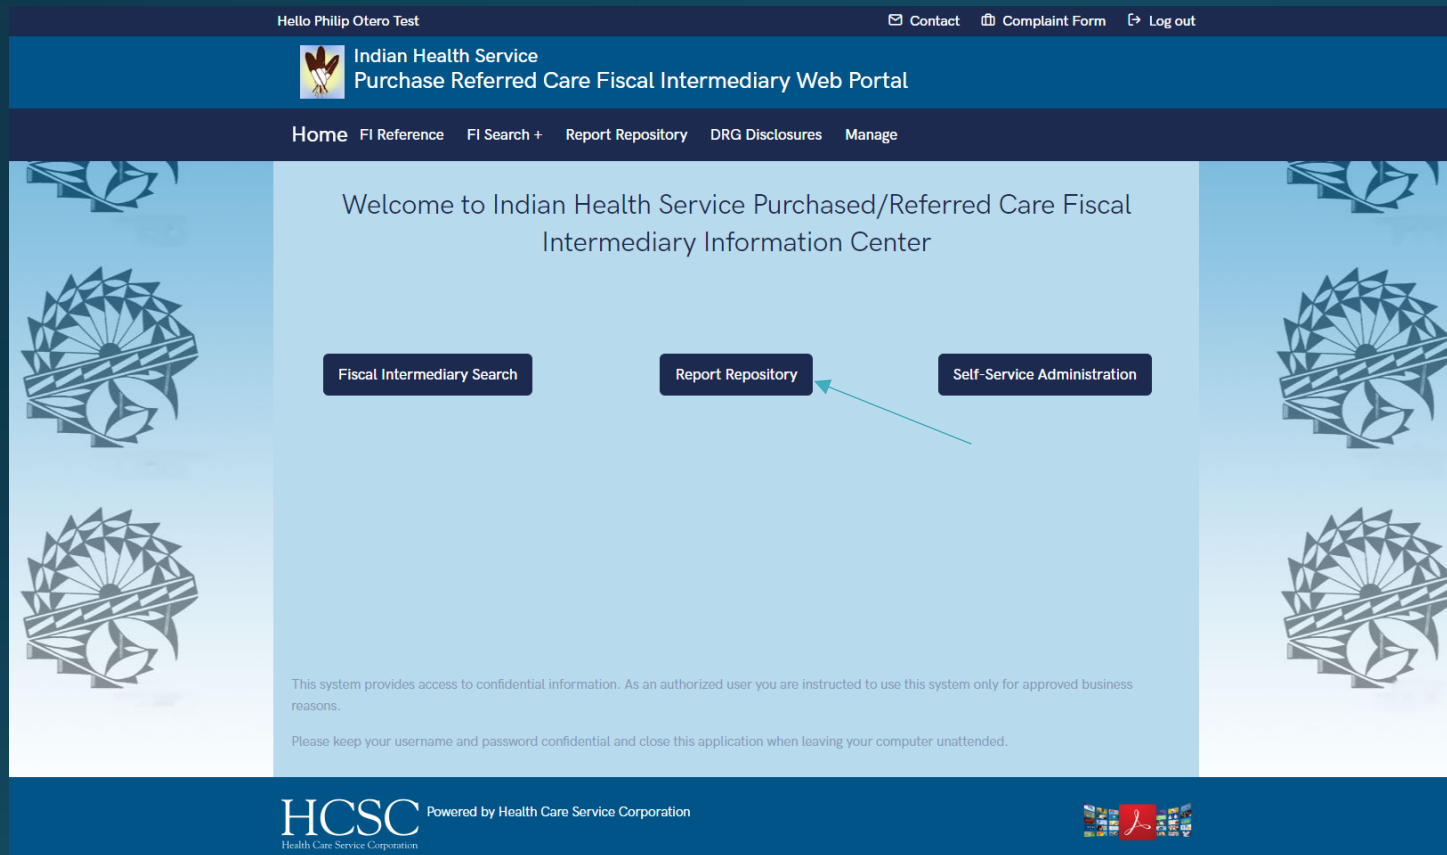 Hello Philip Otero Test
Contact Complaint Form Log out
Indian Health Service
Purchase Referred Care Fiscal Intermediary Web Portal
Home FI Reference FI Search + Report Repository DRG Disclosures Manage
Welcome to Indian Health Service Purchased/Referred Care Fiscal
Intermediary Information Center
Fiscal Intermediary Search
Report Repository
Self-Service Administration
This system provides access to confidential information. As an authorized user you are instructed to use this system only for approved business
reasons.
Please keep your username and password confidential and close this application when leaving your computer unattended.
HCSC
Health Care Service Corporation
Powered by Health Care Service Corporation